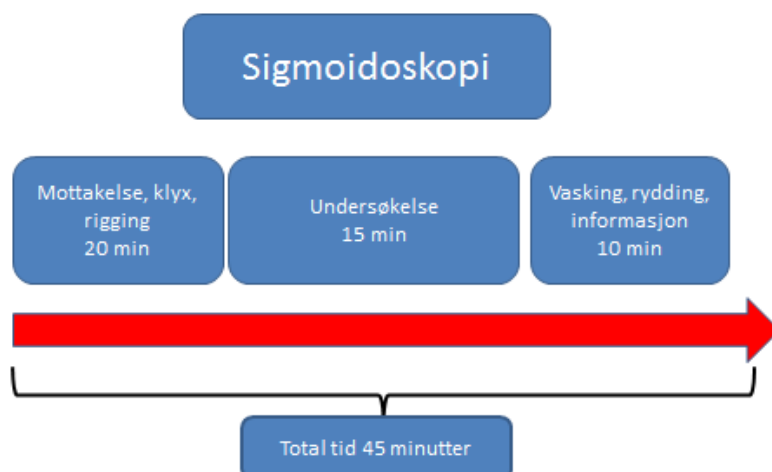 Sigmoidoskopi
Mottakelse, klyx,
rigging
20 min
Undersøkelse
15 min
Vasking, rydding,
informasjon
10 min
Total tid 45 minutter